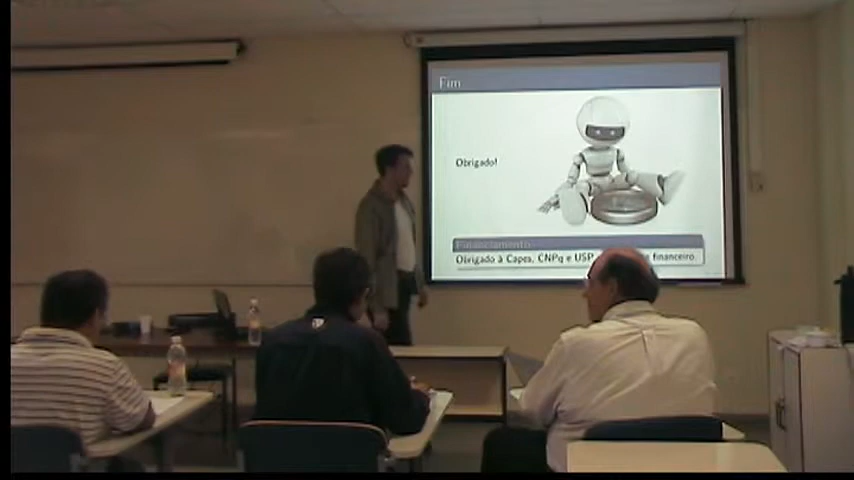 Fim
Obrigado!
Financiamento
Obrigado à Capes, CNPq e USP financeiro.